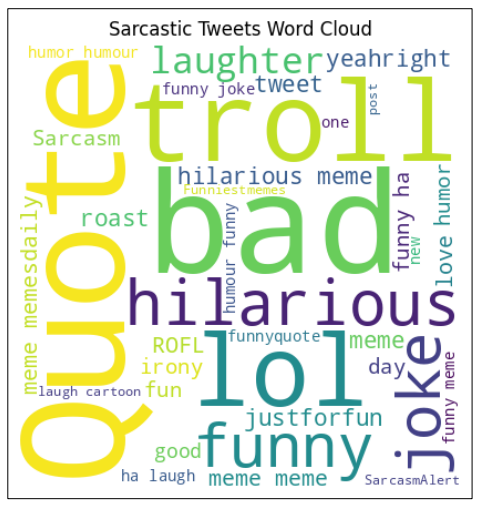 Sarcastic Tweets Word Cloud
humor humour
laughter
yeahright
funny joke
tweet
post
troll
one
Sarcasm
Quote
hilarious meme
Funniestmemes
bad
funny ha
love humor
new
meme memesdaily
roast
humour funny
hilarious
ROFL
lol
funnyquote
meme
joke
irony
day
funny meme
laugh cartoon
fun
justforfun
good
funny
ha laugh
meme meme
SarcasmAlert